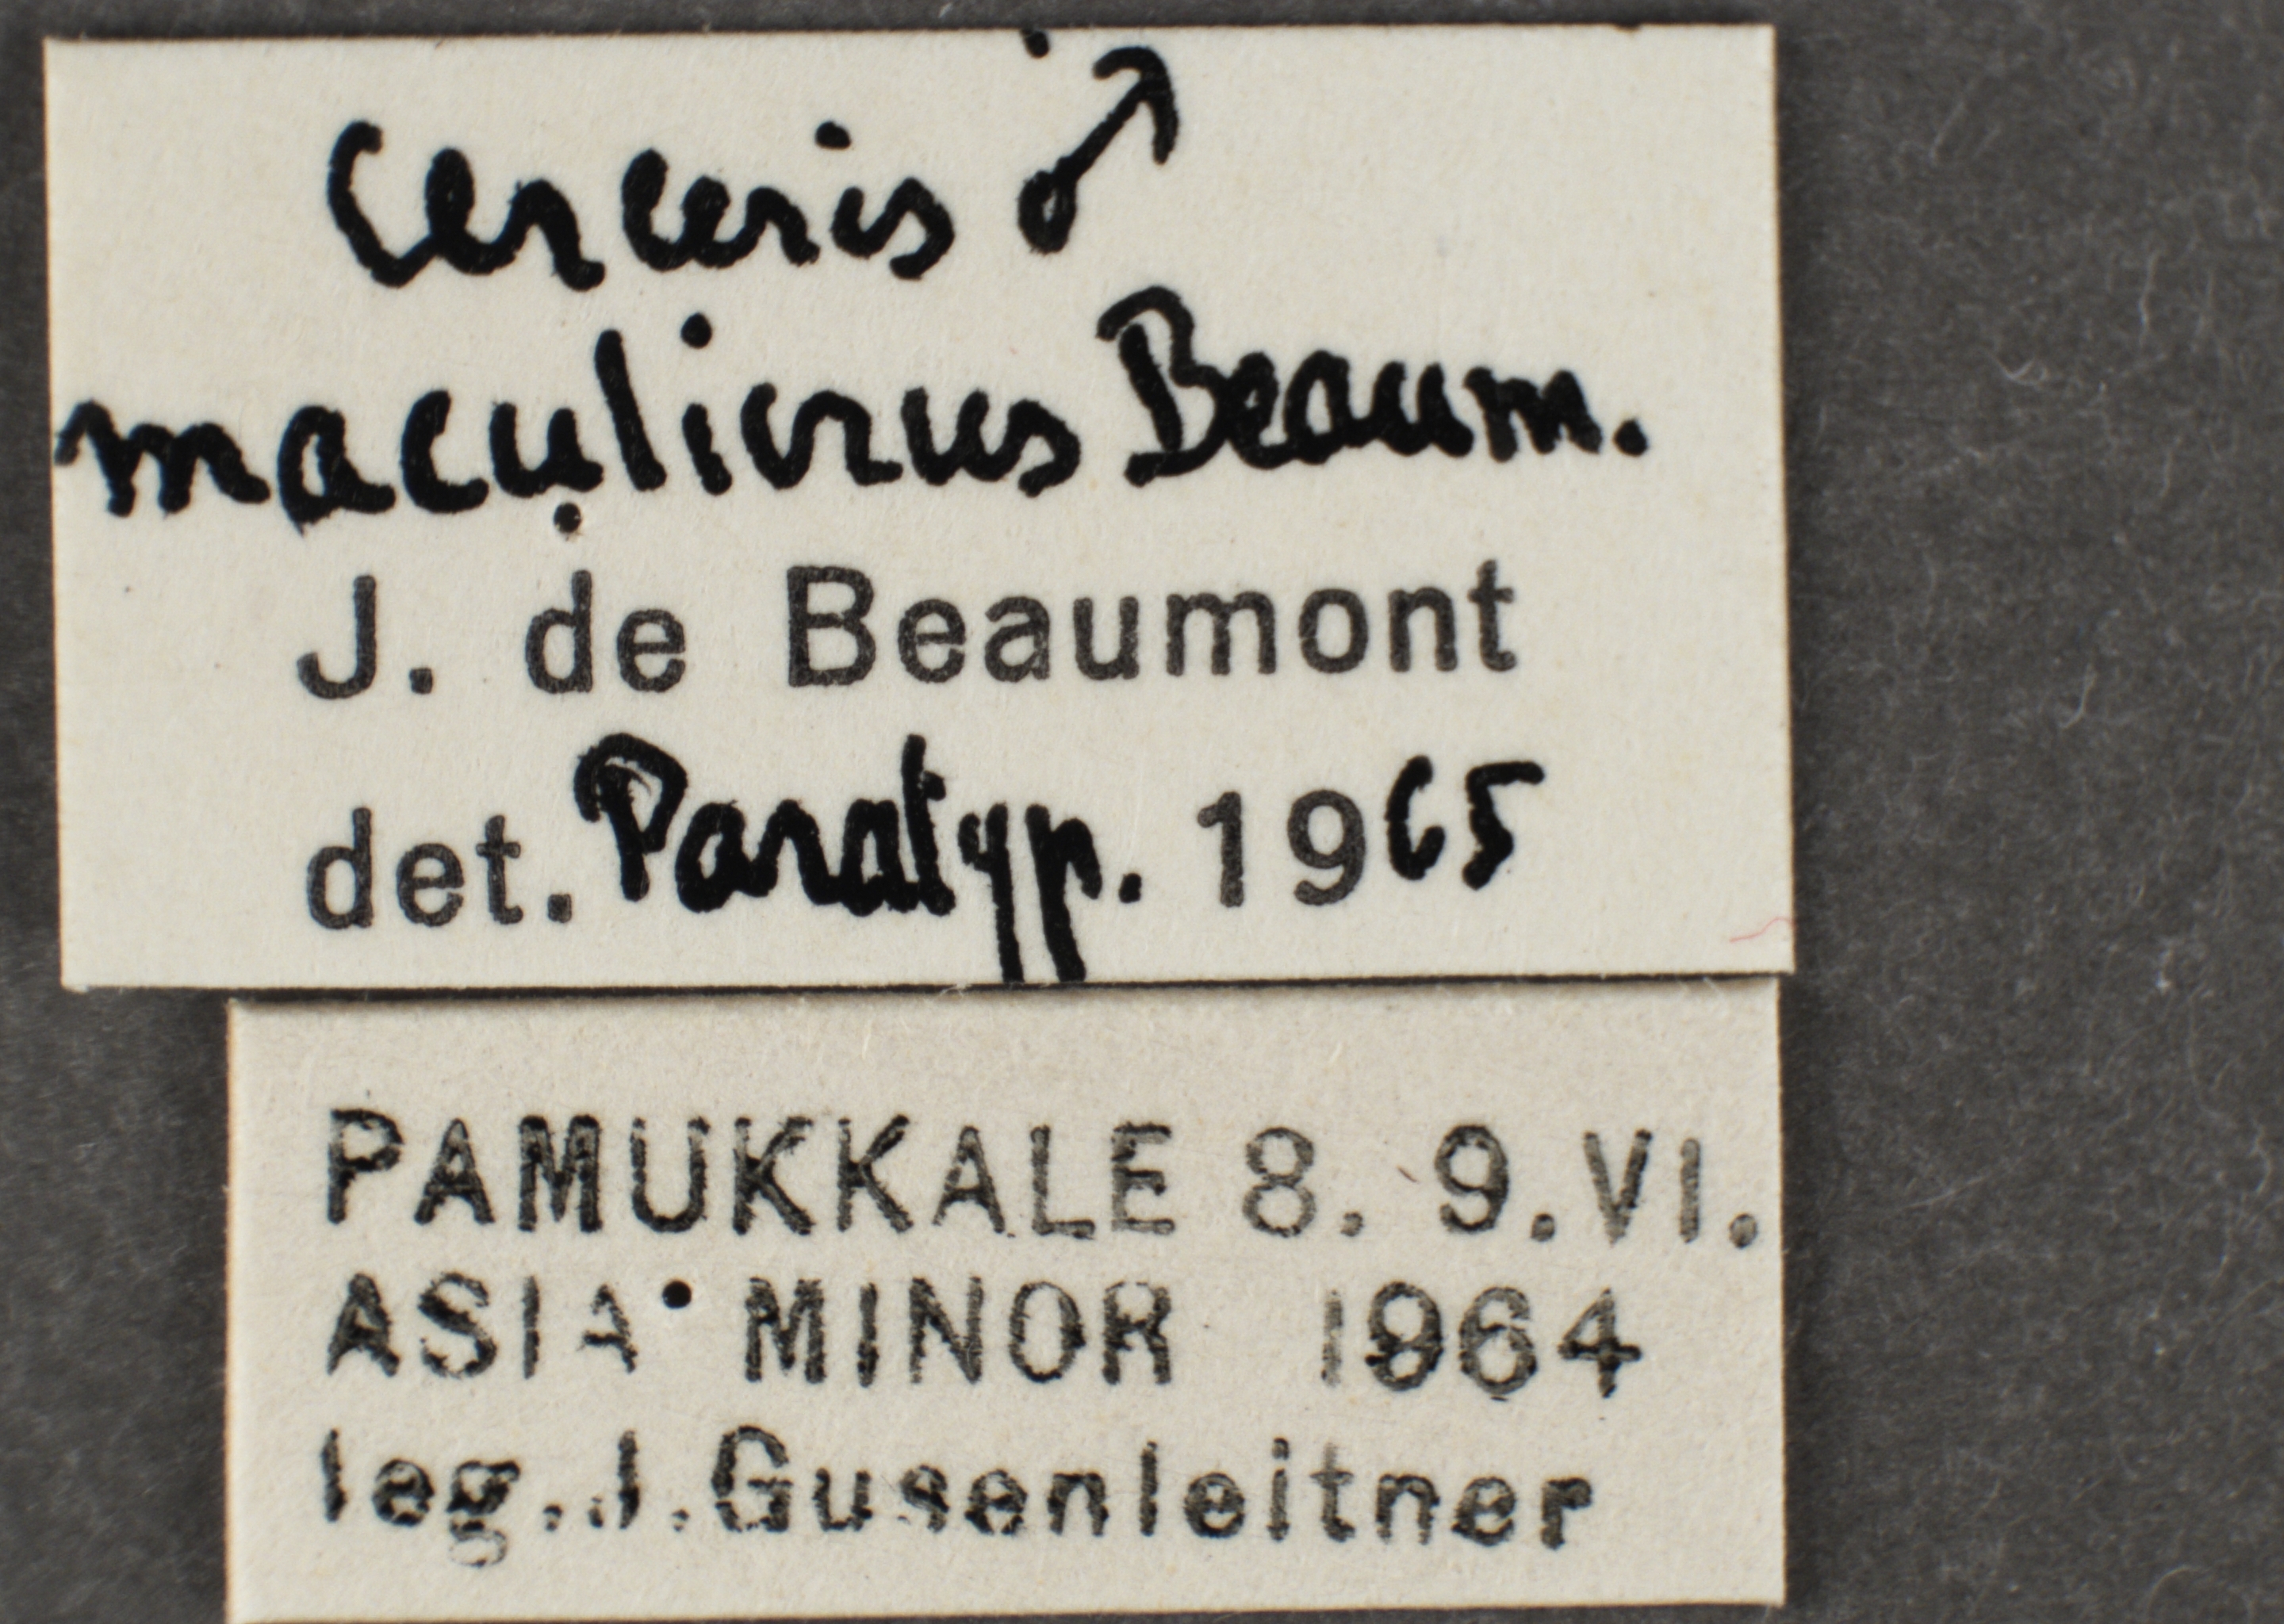 Cerceris ♂
maculicrus Beaum.
J. de Beaumont
det. Paratyp. 1965
PAMUKKALE 8. 9.VI.
ASIA MINOR 1964
leg. J. Gusenleitner